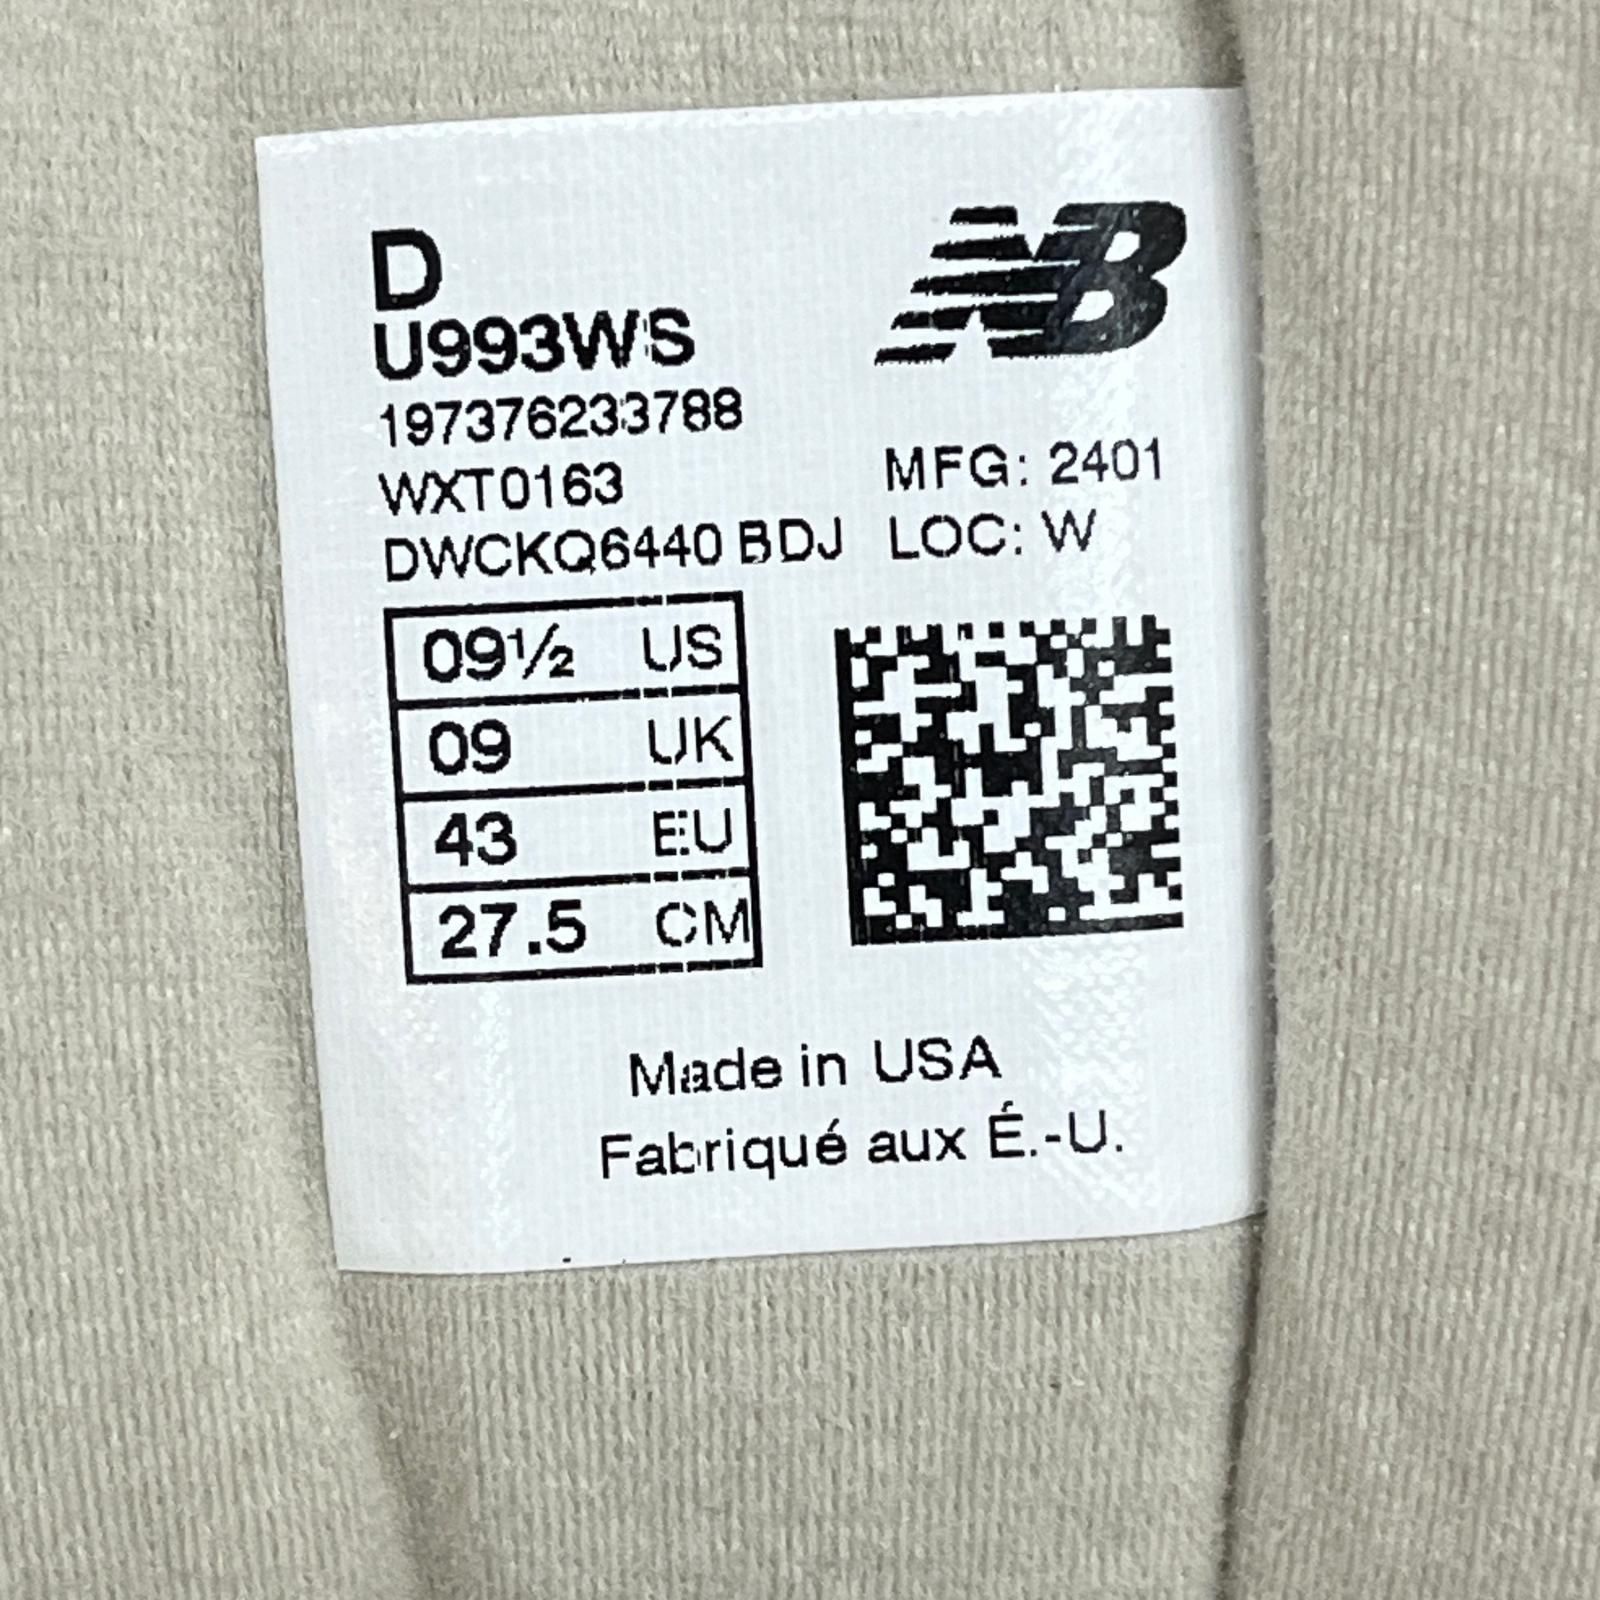 D
NB
U993WS
197376233788
WXT0163
MFG: 2401
DWCKQ6440 BDJ
LOC: W
09½ US
09 UK
43 EU
27.5 CM
Made in USA
Fabriqué aux É.-U.